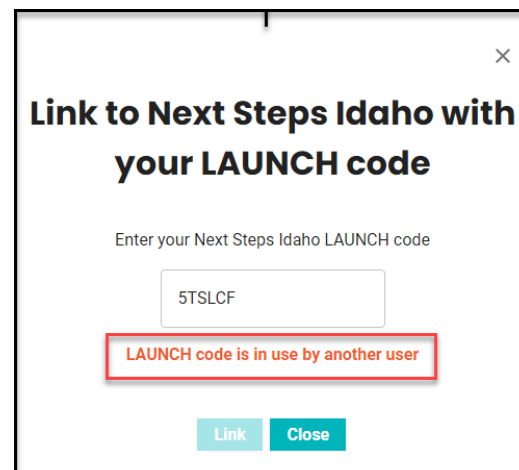 Link to Next Steps Idaho with
your LAUNCH code
Enter your Next Steps Idaho LAUNCH code
5TSLCF
LAUNCH code is in use by another user
Link Close